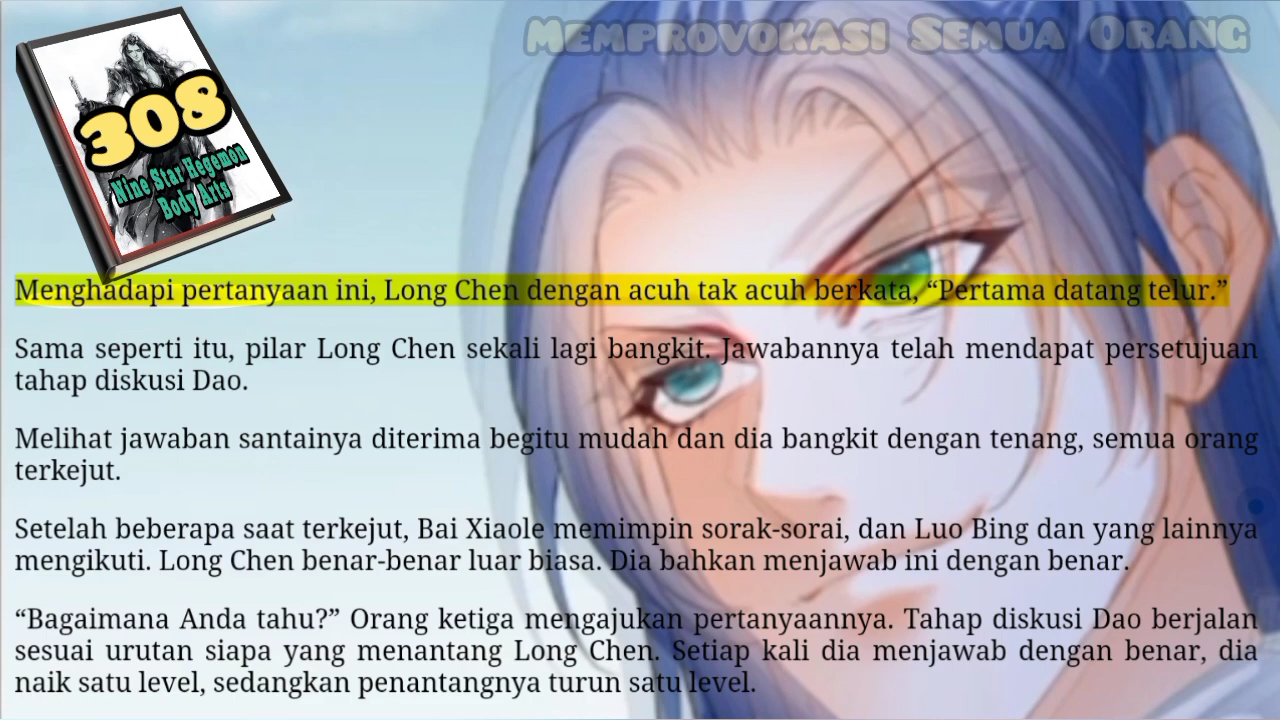 Memprovokasi Semua Orang
308
Nine Star Hegemon
Body Arts
Menghadapi pertanyaan ini, Long Chen dengan acuh tak acuh berkata, “Pertama datang telur.”
Sama seperti itu, pilar Long Chen sekali lagi bangkit. Jawabannya telah mendapat persetujuan
tahap diskusi Dao.
Melihat jawaban santainya diterima begitu mudah dan dia bangkit dengan tenang, semua orang
terkejut.
Setelah beberapa saat terkejut, Bai Xiaole memimpin sorak-sorai, dan Luo Bing dan yang lainnya
mengikuti. Long Chen benar-benar luar biasa. Dia bahkan menjawab ini dengan benar.
“Bagaimana Anda tahu?” Orang ketiga mengajukan pertanyaannya. Tahap diskusi Dao berjalan
sesuai urutan siapa yang menantang Long Chen. Setiap kali dia menjawab dengan benar, dia
naik satu level, sedangkan penantangnya turun satu level.